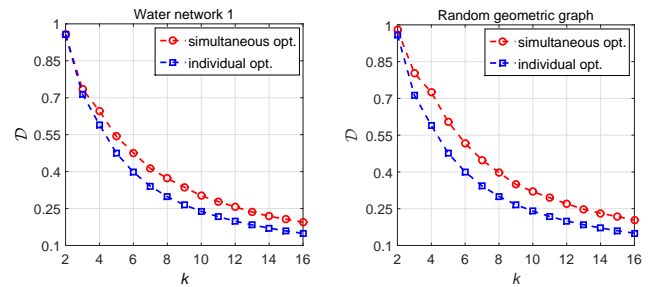 Water network 1
1
0.85
0.7
0.55
0.4
0.25
0.1
𝒟
simultaneous opt.
individual opt.
2 4 6 8 10 12 14 16
k
Random geometric graph
1
0.85
0.7
0.55
0.4
0.25
0.1
𝒟
simultaneous opt.
individual opt.
2 4 6 8 10 12 14 16
k